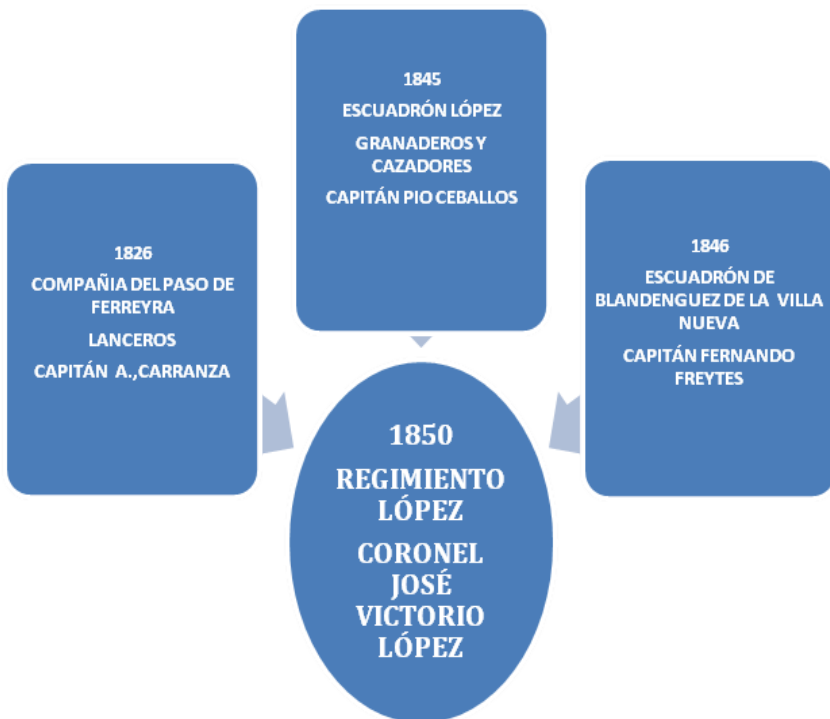 1826
COMPAÑIA DEL PASO DE
FERREYRA
LANCEROS
CAPITÁN A.,CARRANZA
1845
ESCUADRÓN LÓPEZ
GRANADEROS Y
CAZADORES
CAPITÁN PIO CEBALLOS
1846
ESCUADRÓN DE
BLANDENGUEZ DE LA VILLA
NUEVA
CAPITÁN FERNANDO
FREYTES
1850
REGIMIENTO
LÓPEZ
CORONEL
JOSÉ
VICTORIO
LÓPEZ